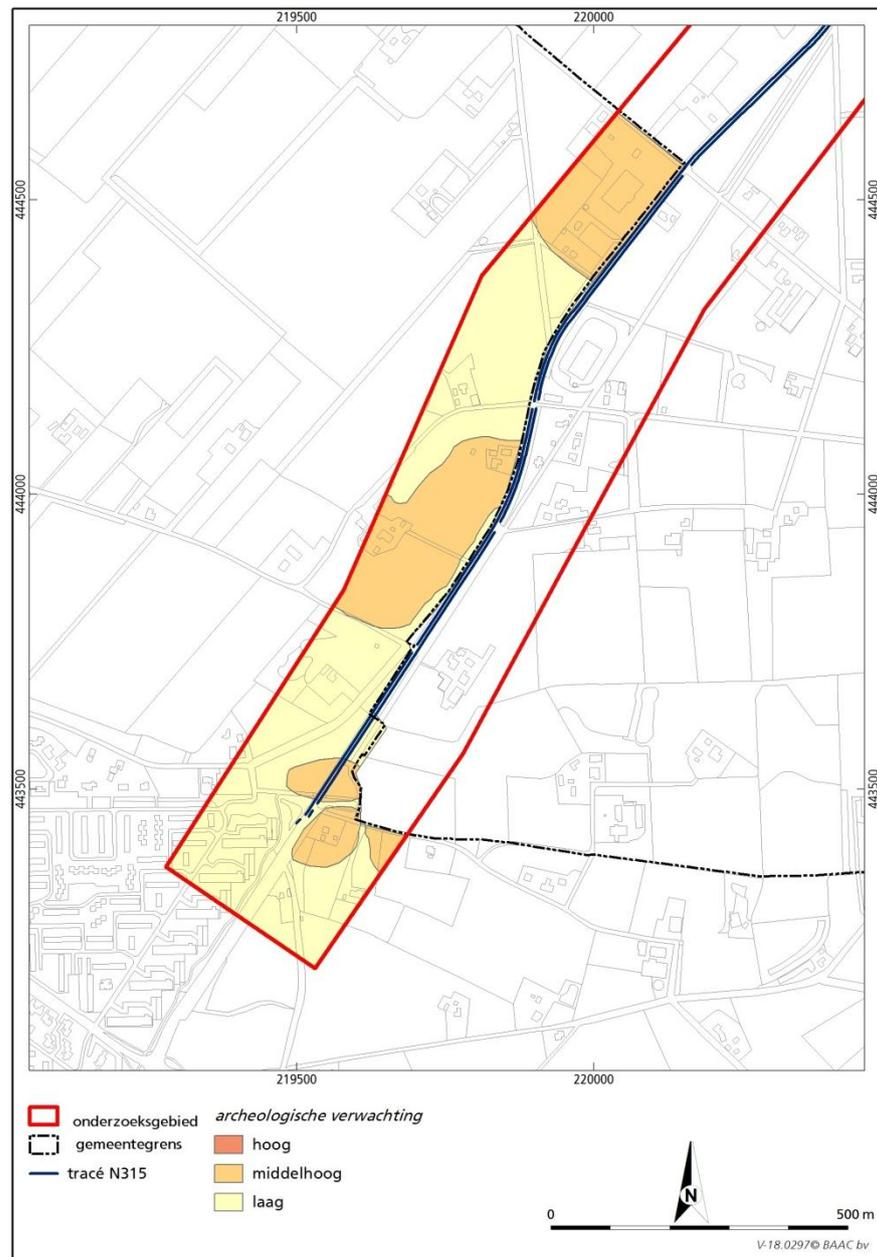 219500 220000
444500 444500
444000 444000
443500 443500
219500 220000
onderzoeksgebied
gemeentegrens
tracé N315
archeologische verwachting
hoog
middelhoog
laag
N
0 500 m
V-18.0297© BAAC bv